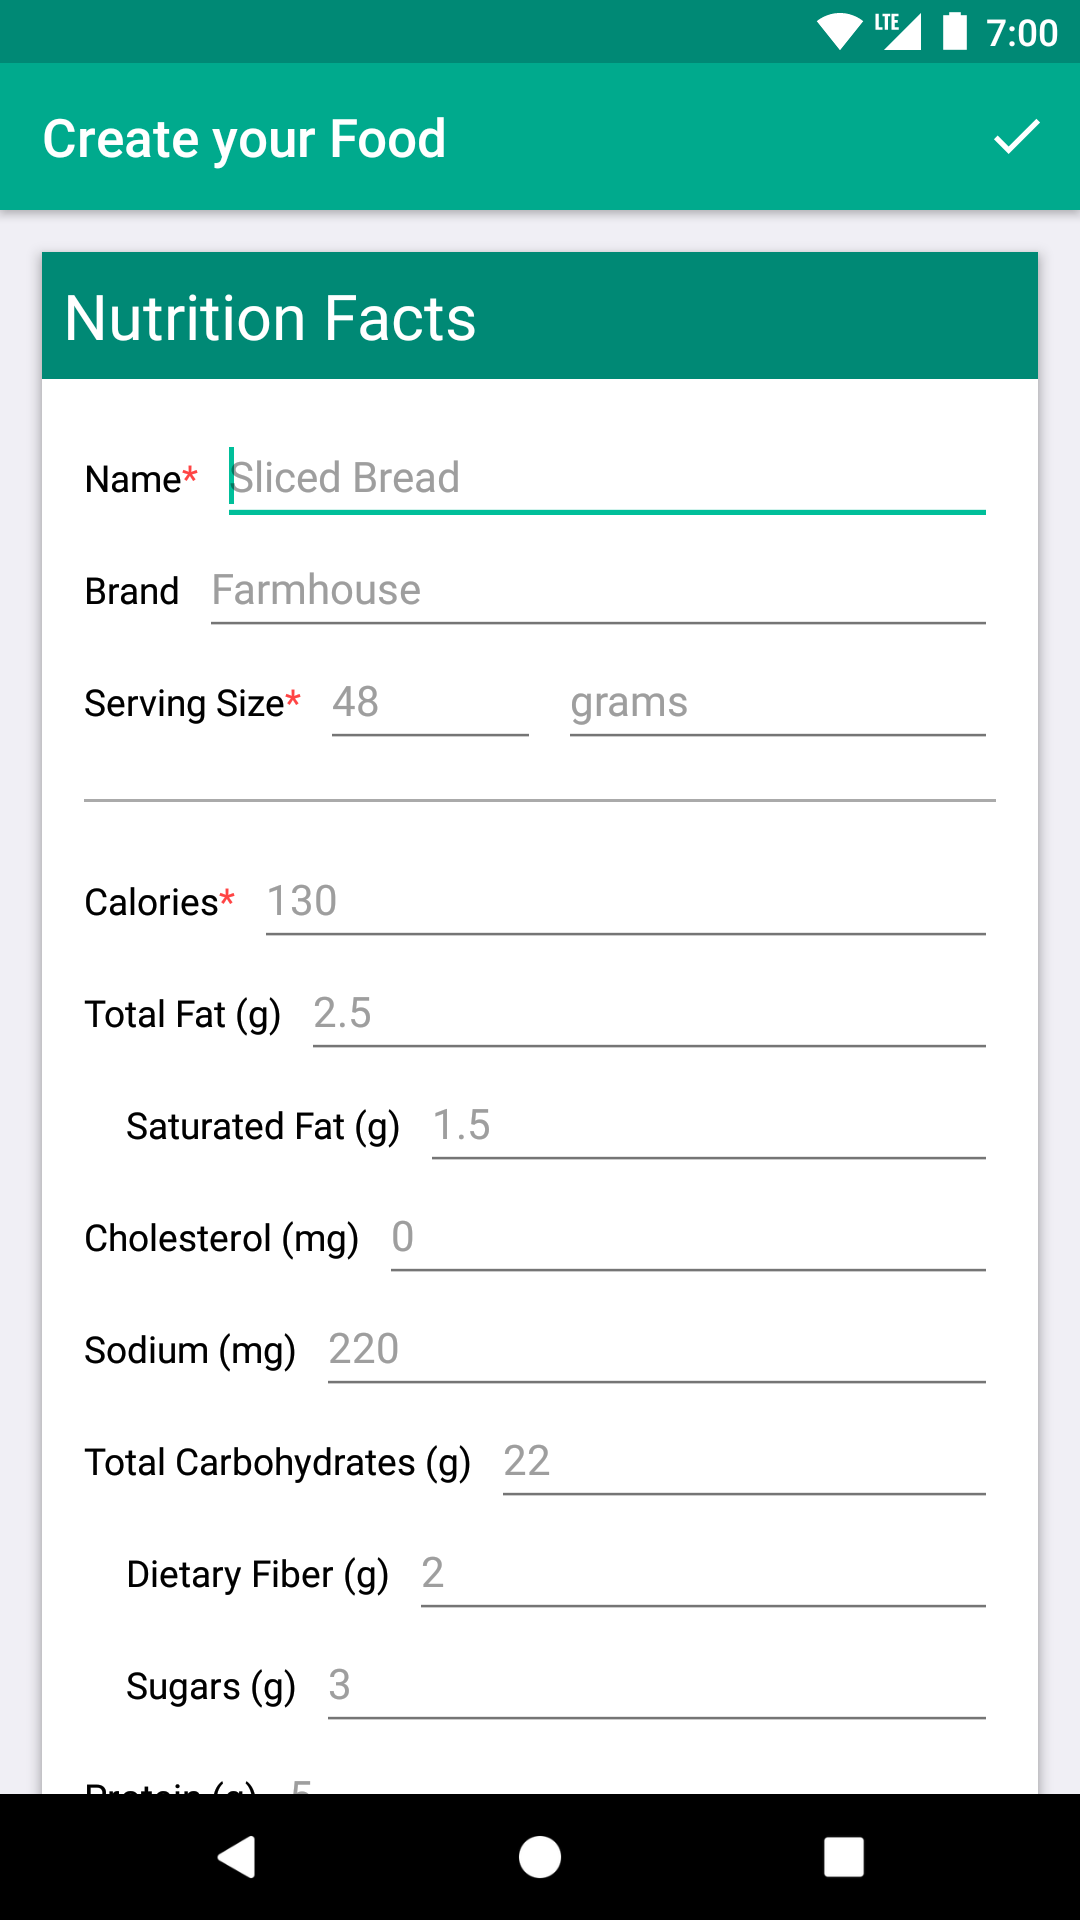 LTE 7:00
Create your Food
Nutrition Facts
Name* Sliced Bread
Brand Farmhouse
Serving Size* 48 grams
Calories* 130
Total Fat (g) 2.5
Saturated Fat (g) 1.5
Cholesterol (mg) 0
Sodium (mg) 220
Total Carbohydrates (g) 22
Dietary Fiber (g) 2
Sugars (g) 3
Protein (g) 5